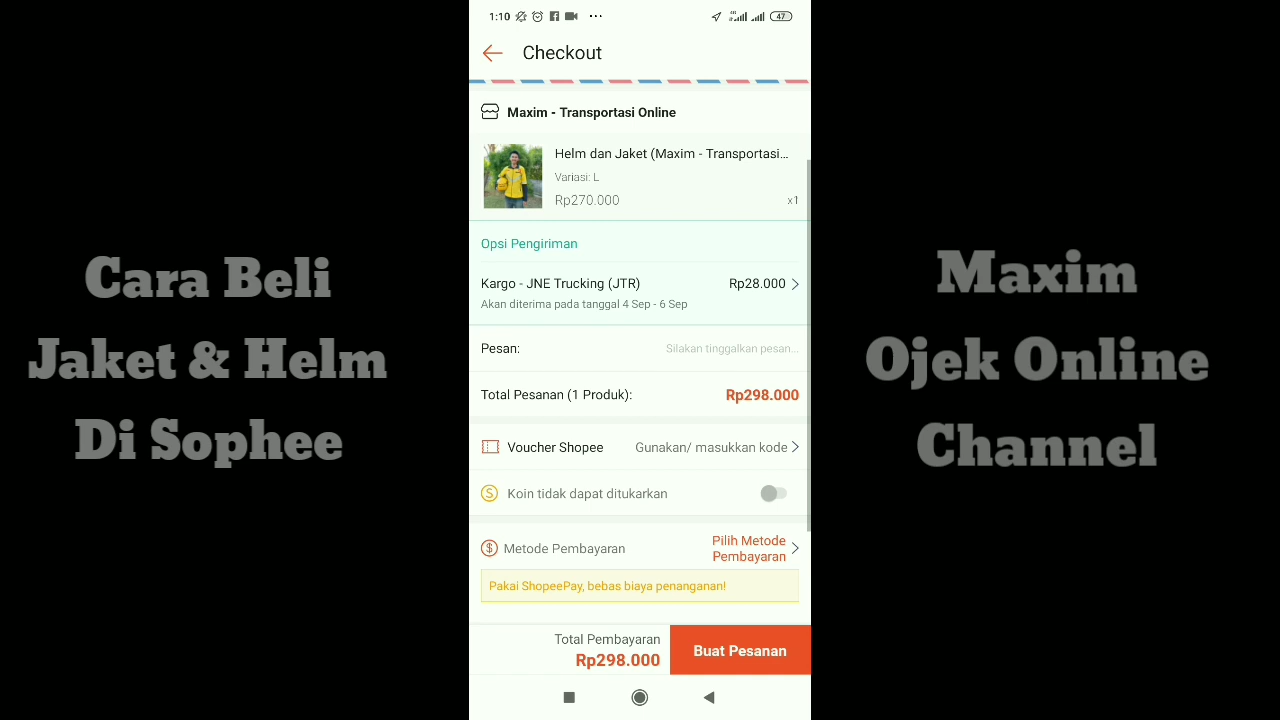 1:10
47
Checkout
Maxim - Transportasi Online
Helm dan Jaket (Maxim - Transportasi...
Variasi: L
Rp270.000 x1
Opsi Pengiriman
Kargo - JNE Trucking (JTR) Rp28.000
Akan diterima pada tanggal 4 Sep - 6 Sep
Pesan: Silakan tinggalkan pesan...
Total Pesanan (1 Produk): Rp298.000
Voucher Shopee Gunakan/ masukkan kode
Koin tidak dapat ditukarkan
Metode Pembayaran Pilih Metode
Pembayaran
Pakai ShopeePay, bebas biaya penanganan!
Total Pembayaran
Rp298.000
Buat Pesanan
Cara Beli
Jaket & Helm
Di Sophee
Maxim
Ojek Online
Channel